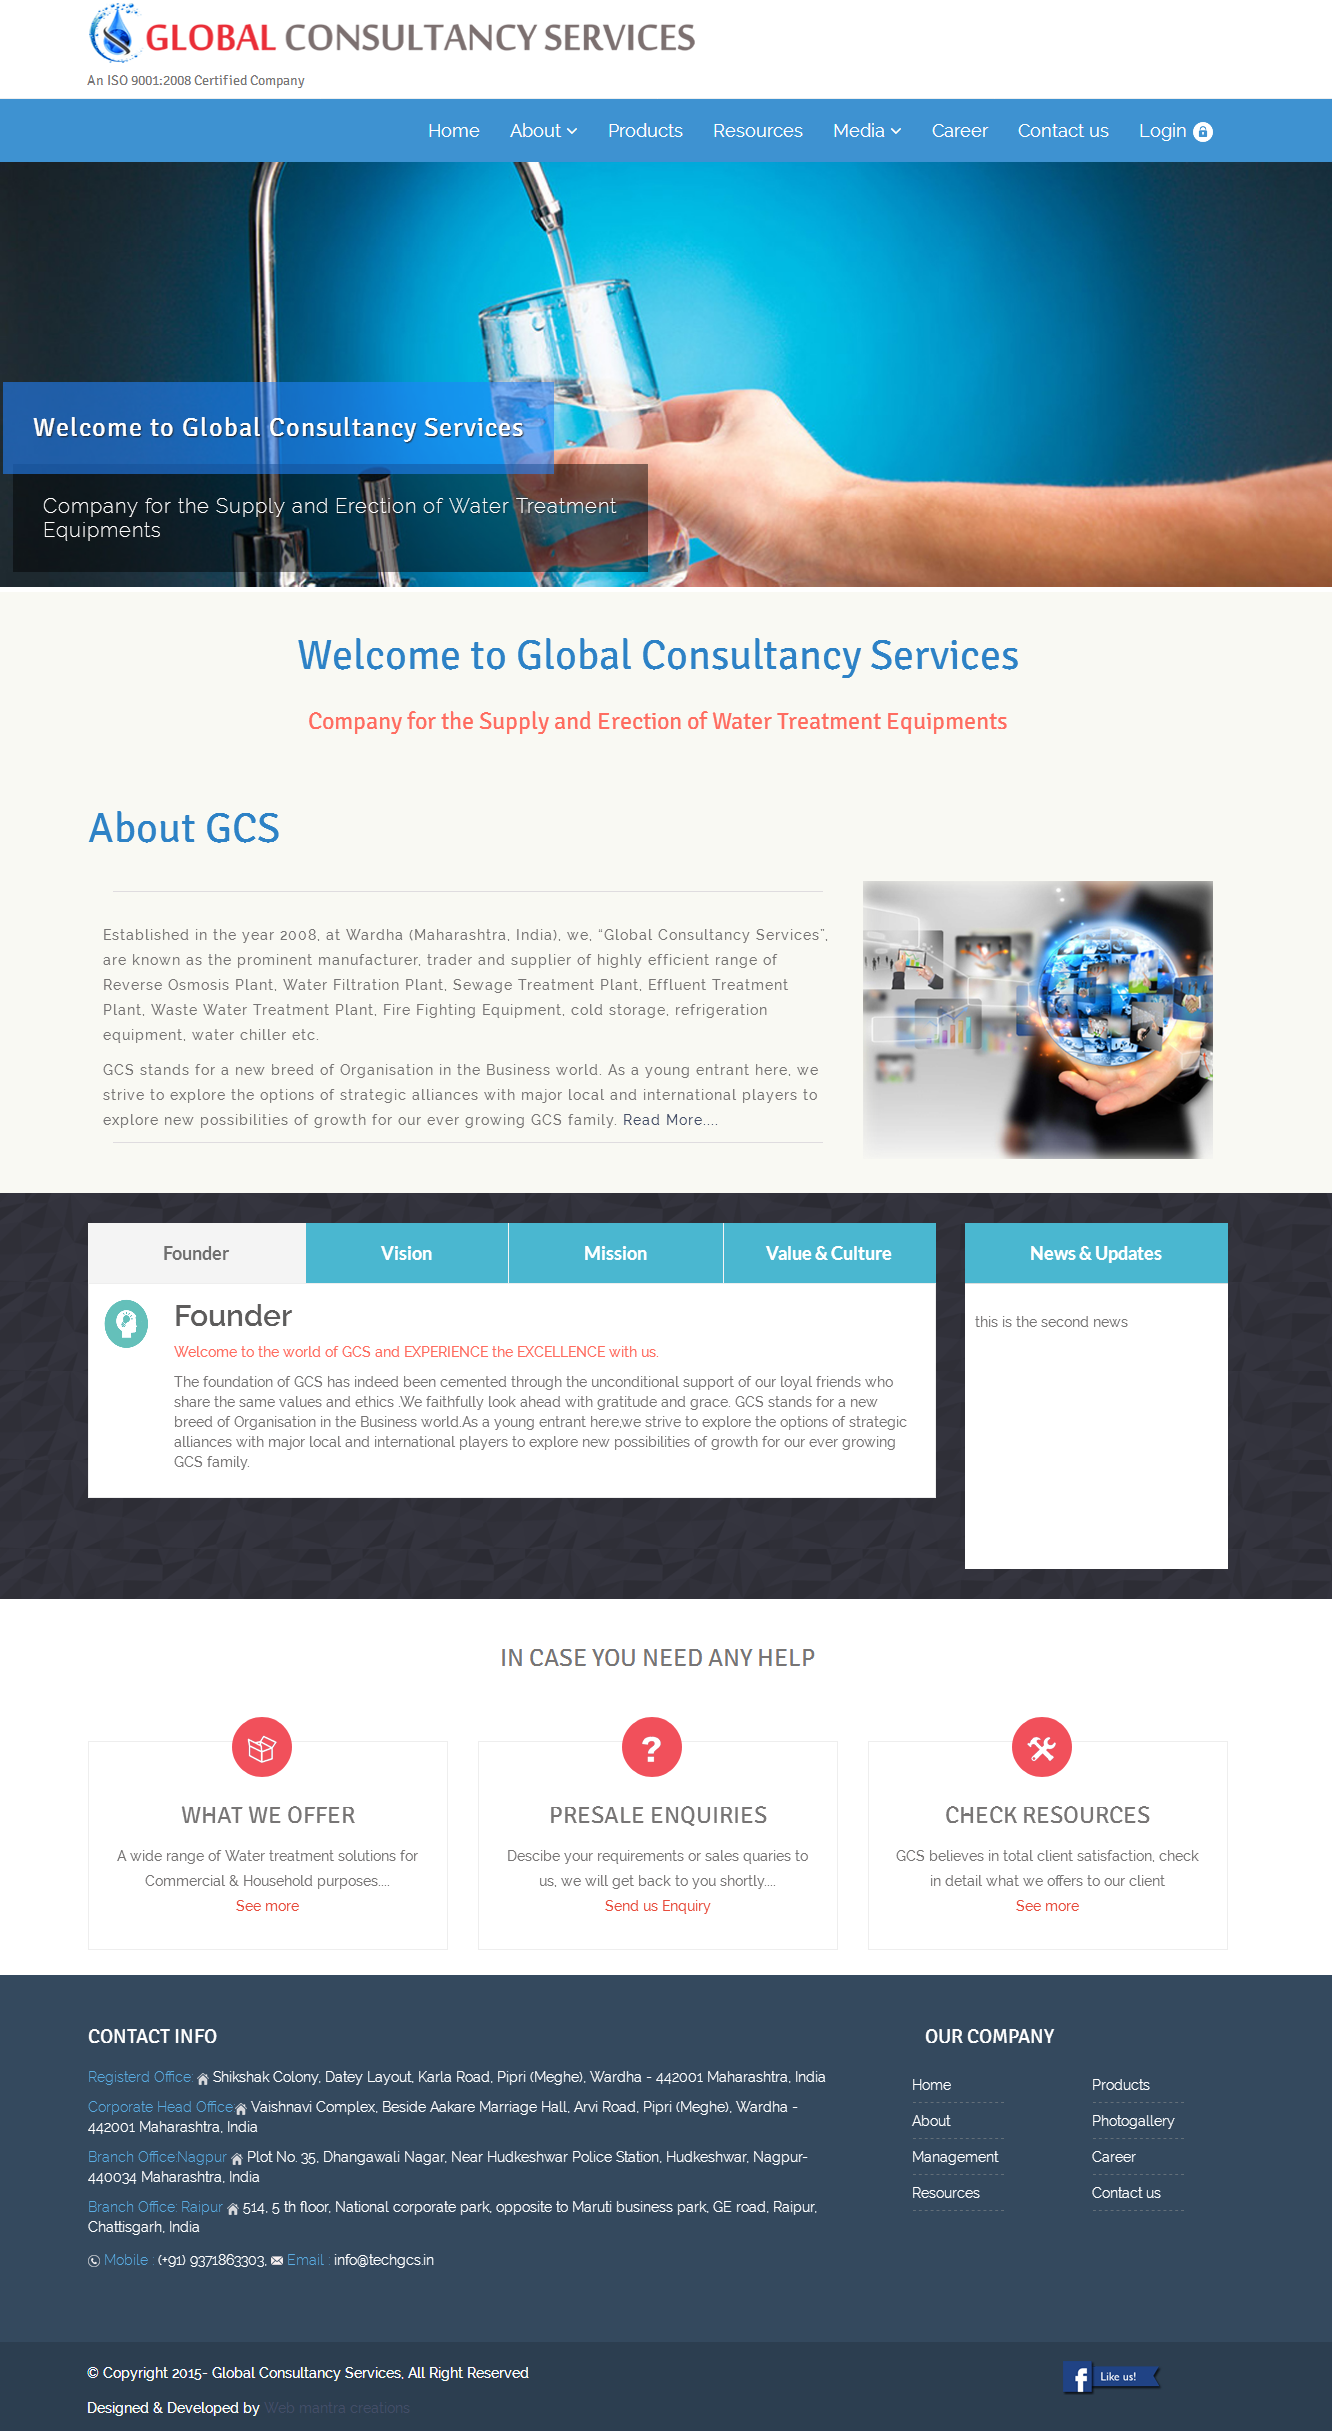 GLOBAL CONSULTANCY SERVICES
An ISO 9001:2008 Certified Company
Home About Products Resources Media Career Contact us Login
Welcome to Global Consultancy Services
Company for the Supply and Erection of Water Treatment
Equipments
Welcome to Global Consultancy Services
Company for the Supply and Erection of Water Treatment Equipments
About GCS
Established in the year 2008, at Wardha (Maharashtra, India), we, “Global Consultancy Services”,
are known as the prominent manufacturer, trader and supplier of highly efficient range of
Reverse Osmosis Plant, Water Filtration Plant, Sewage Treatment Plant, Effluent Treatment
Plant, Waste Water Treatment Plant, Fire Fighting Equipment, cold storage, refrigeration
equipment, water chiller etc.
GCS stands for a new breed of Organisation in the Business world. As a young entrant here, we
strive to explore the options of strategic alliances with major local and international players to
explore new possibilities of growth for our ever growing GCS family. Read More....
Founder Vision Mission Value & Culture
Founder
Welcome to the world of GCS and EXPERIENCE the EXCELLENCE with us.
The foundation of GCS has indeed been cemented through the unconditional support of our loyal friends who
share the same values and ethics .We faithfully look ahead with gratitude and grace. GCS stands for a new
breed of Organisation in the Business world.As a young entrant here,we strive to explore the options of strategic
alliances with major local and international players to explore new possibilities of growth for our ever growing
GCS family.
News & Updates
this is the second news
IN CASE YOU NEED ANY HELP
WHAT WE OFFER
A wide range of Water treatment solutions for
Commercial & Household purposes....
See more
PRESALE ENQUIRIES
Descibe your requirements or sales quaries to
us, we will get back to you shortly....
Send us Enquiry
CHECK RESOURCES
GCS believes in total client satisfaction, check
in detail what we offers to our client
See more
CONTACT INFO
Registerd Office: Shikshak Colony, Datey Layout, Karla Road, Pipri (Meghe), Wardha - 442001 Maharashtra, India
Corporate Head Office: Vaishnavi Complex, Beside Aakare Marriage Hall, Arvi Road, Pipri (Meghe), Wardha -
442001 Maharashtra, India
Branch Office:Nagpur Plot No. 35, Dhangawali Nagar, Near Hudkeshwar Police Station, Hudkeshwar, Nagpur-
440034 Maharashtra, India
Branch Office: Raipur 514, 5 th floor, National corporate park, opposite to Maruti business park, GE road, Raipur,
Chattisgarh, India
Mobile : (+91) 9371863303, Email : info@techgcs.in
OUR COMPANY
Home Products
About Photogallery
Management Career
Resources Contact us
© Copyright 2015- Global Consultancy Services, All Right Reserved
Like us!
Designed & Developed by Web mantra creations